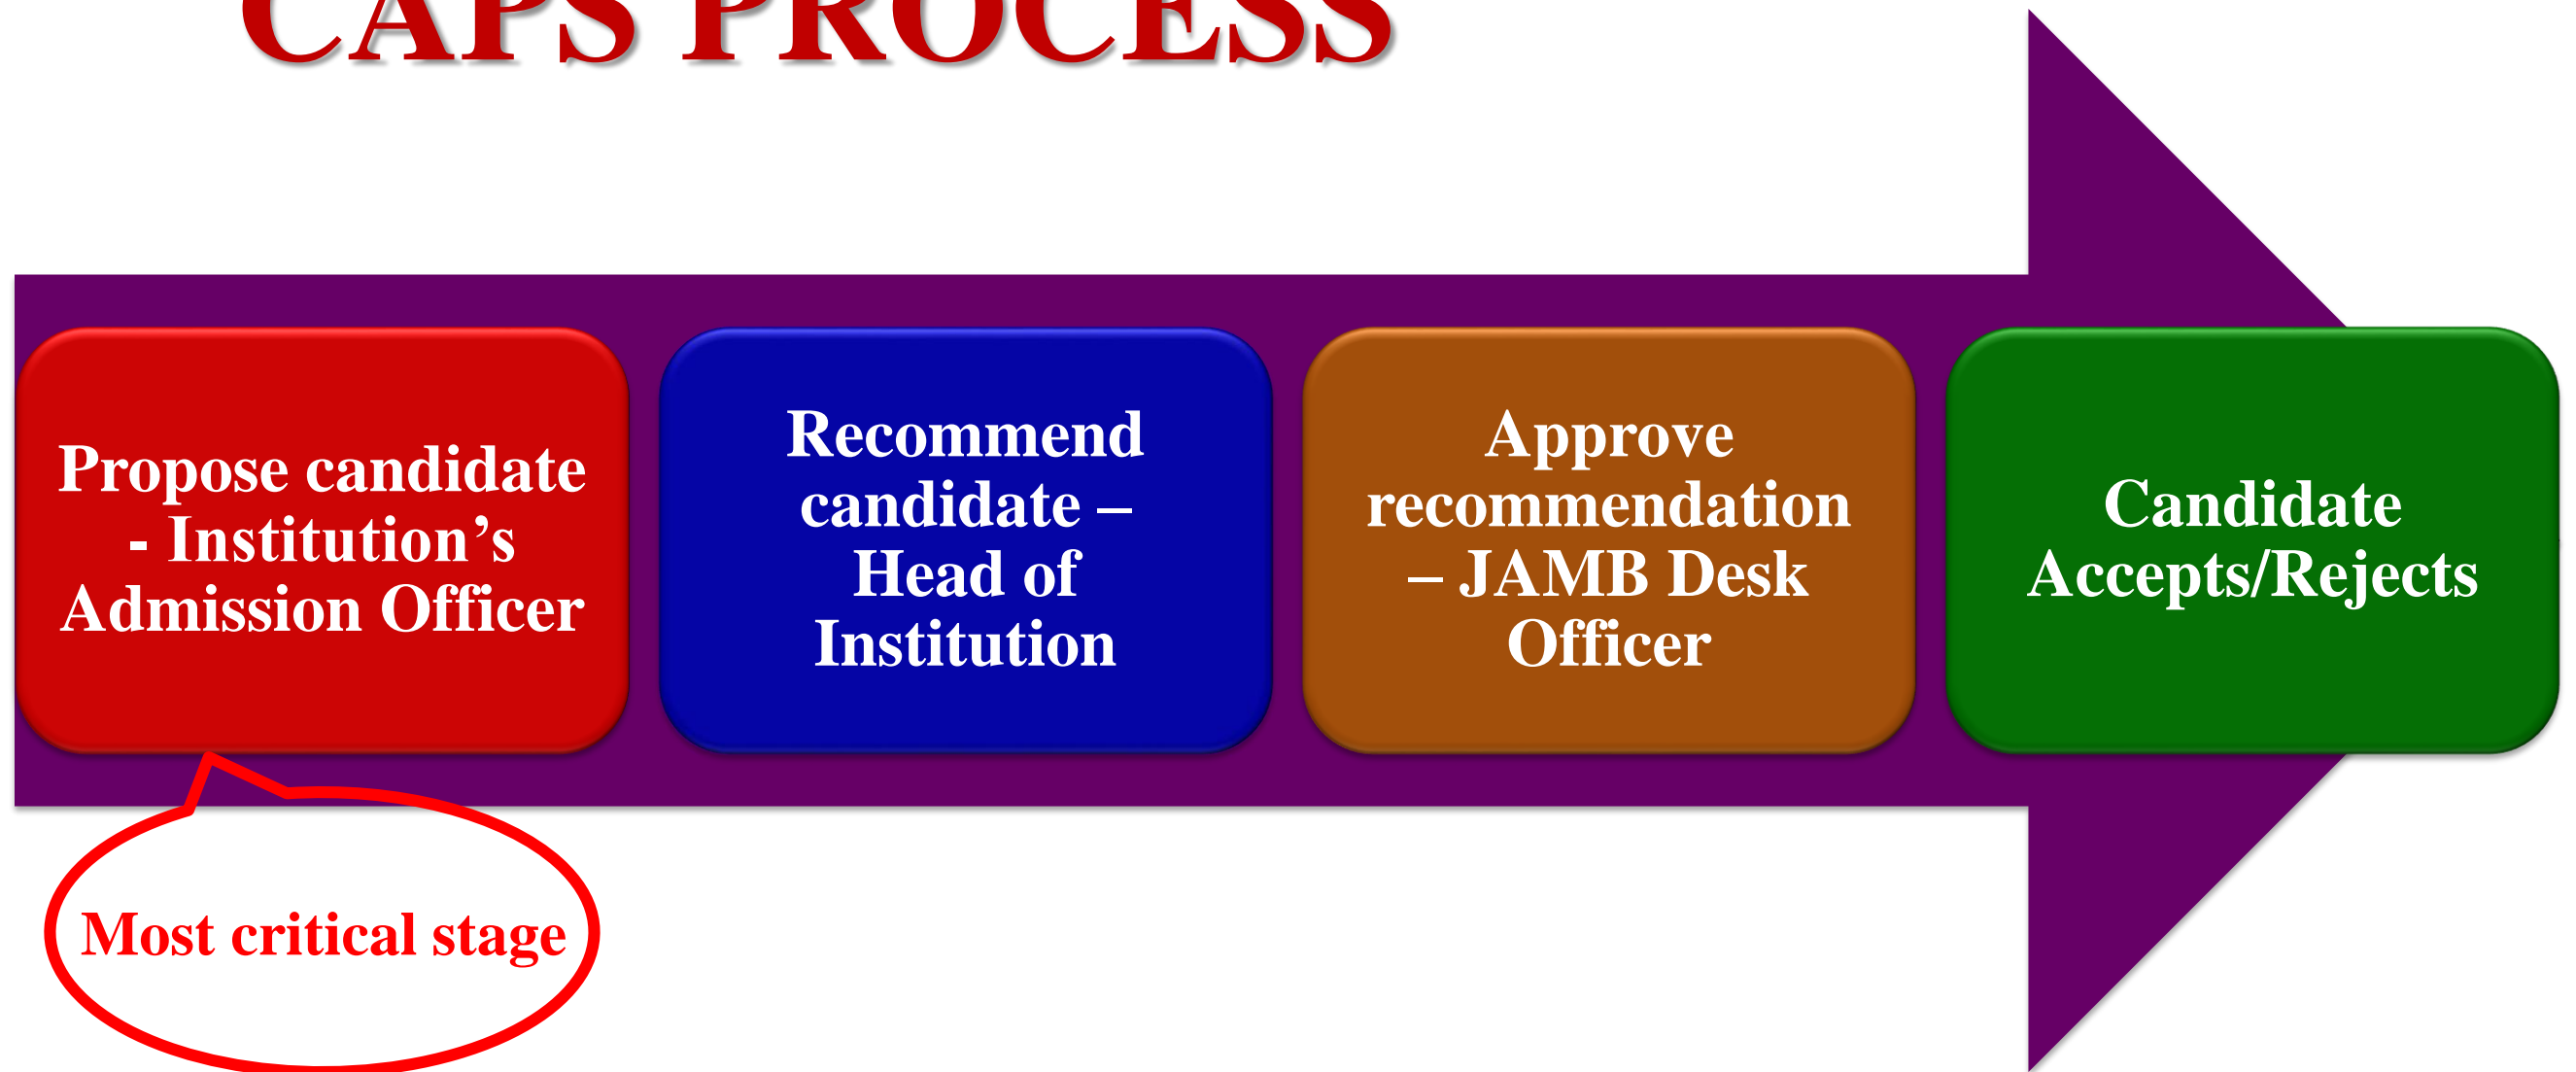 CAPS PROCESS
Propose candidate
- Institution’s
Admission Officer
Recommend
candidate –
Head of
Institution
Approve
recommendation
– JAMB Desk
Officer
Candidate
Accepts/Rejects
Most critical stage